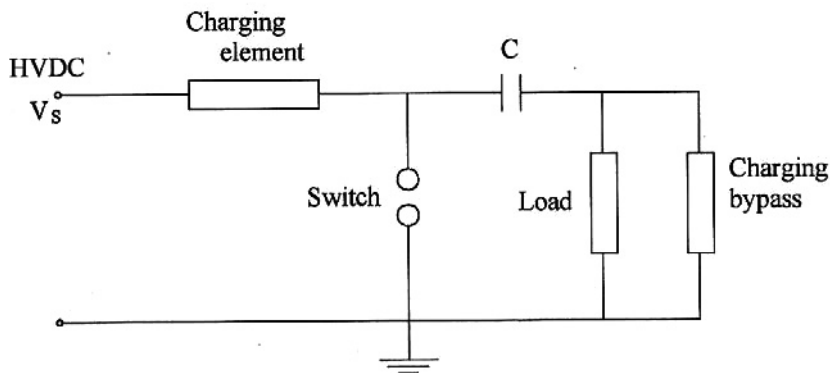 Charging
element
HVDC
Vs
C
Switch
Load
Charging
bypass